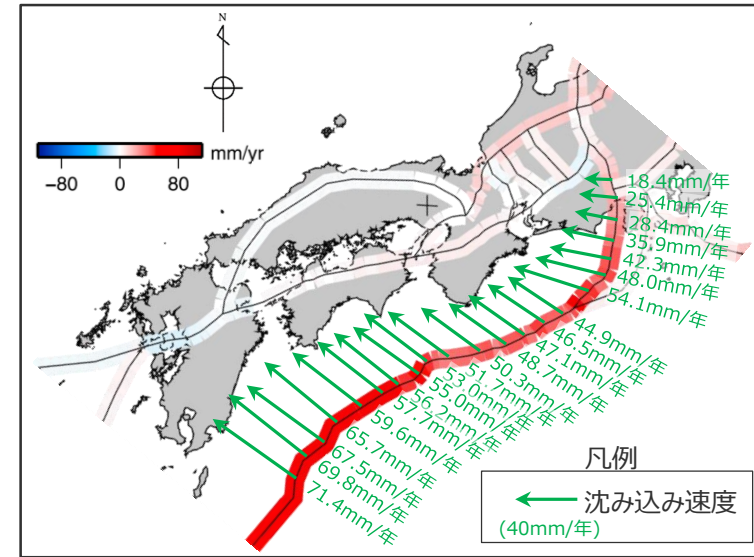 N
mm/yr
−80 0 80
18.4mm/年
25.4mm/年
28.4mm/年
35.9mm/年
42.3mm/年
48.0mm/年
54.1mm/年
44.9mm/年
46.5mm/年
47.1mm/年
48.7mm/年
50.3mm/年
51.7mm/年
53.0mm/年
55.0mm/年
56.2mm/年
57.7mm/年
59.6mm/年
65.7mm/年
67.5mm/年
69.8mm/年
71.4mm/年
凡例
沈み込み速度
(40mm/年)